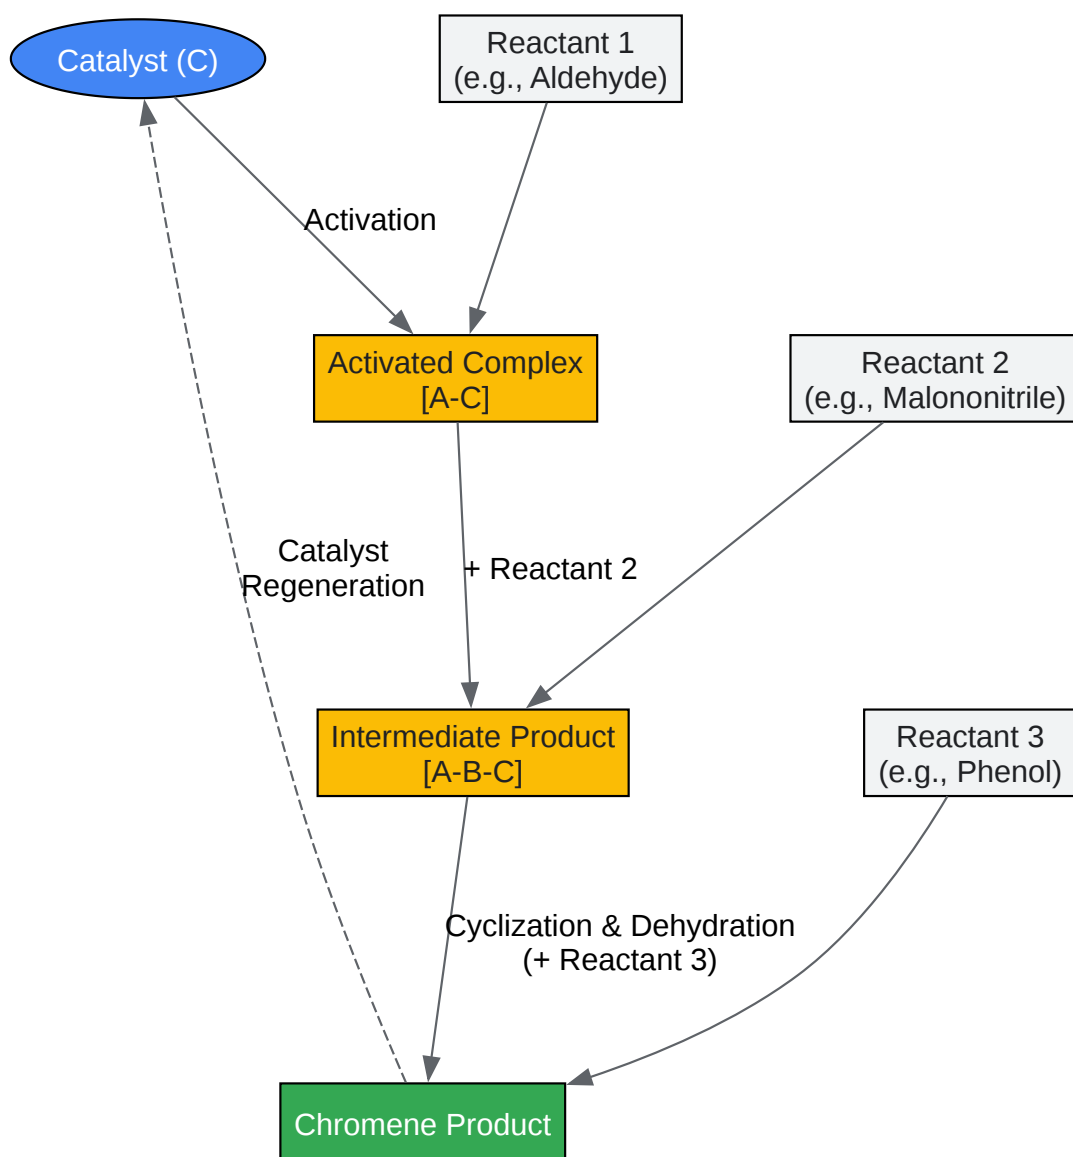 Catalyst (C)
Reactant 1
(e.g., Aldehyde)
Activation
Activated Complex
[A-C]
Reactant 2
(e.g., Malononitrile)
Catalyst
Regeneration
+ Reactant 2
Intermediate Product
[A-B-C]
Reactant 3
(e.g., Phenol)
Cyclization & Dehydration
(+ Reactant 3)
Chromene Product